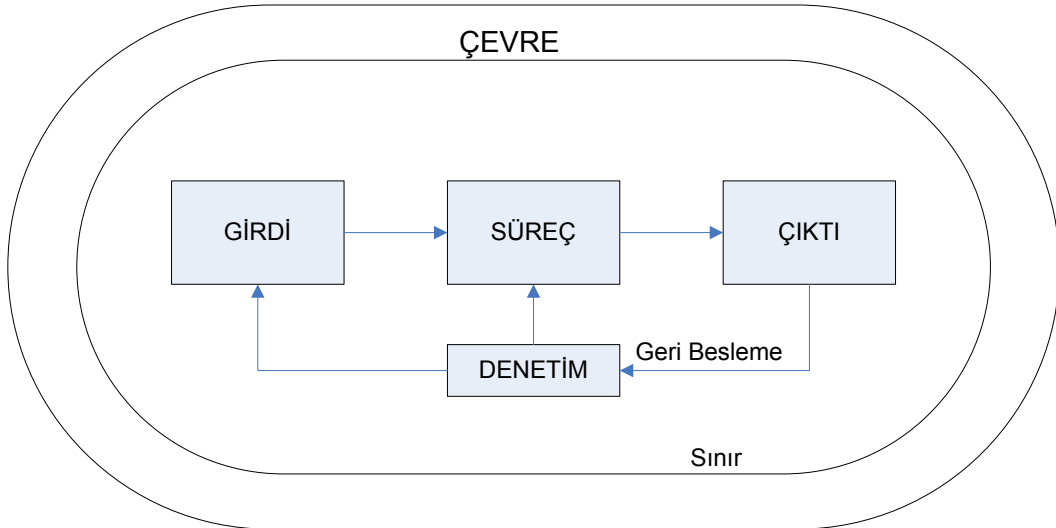 ÇEVRE
GİRDİ
SÜREÇ
ÇIKTI
DENETİM
Geri Besleme
Sınır